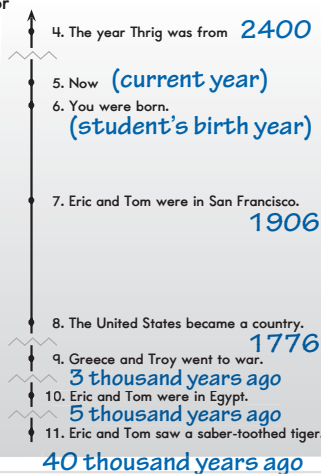 or
4. The year Thrig was from 2400
5. Now (current year)
6. You were born.
(student's birth year)
7. Eric and Tom were in San Francisco.
1906
8. The United States became a country.
1776
9. Greece and Troy went to war.
3 thousand years ago
10. Eric and Tom were in Egypt.
5 thousand years ago
11. Eric and Tom saw a saber-toothed tiger.
40 thousand years ago